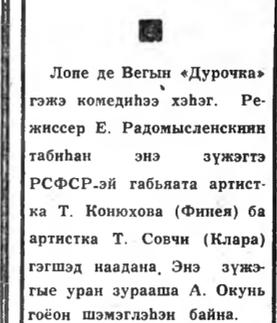 Лопе де Вегын «Дурочка»
гэжэ комедиһээ хэһэг. Ре-
жиссер Е. Радомысленскиин
табиһан энэ зүжэгтэ
РСФСР-эй габьяата артист-
ка Т. Конюхова (Финея) ба
артистка Т. Совчи (Клара)
гэгшэд наадана. Энэ зүжэ-
гые уран зурааша А. Окунь
гоёон шэмэглэһэн байна.